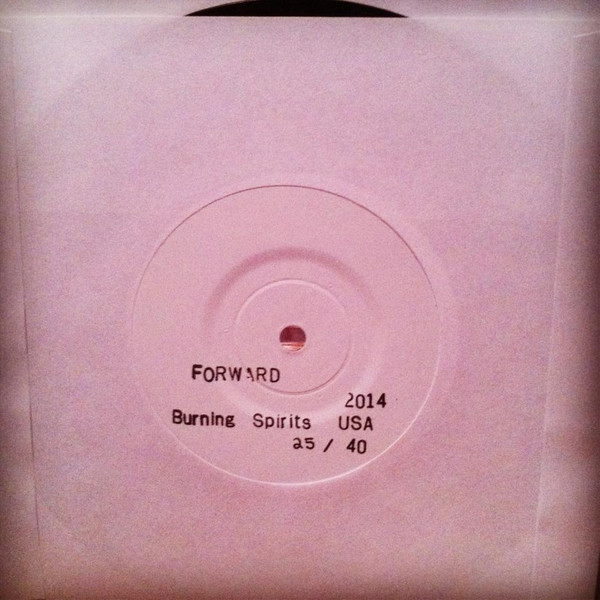 FORWARD
2014
Burning Spirits USA
25 / 40